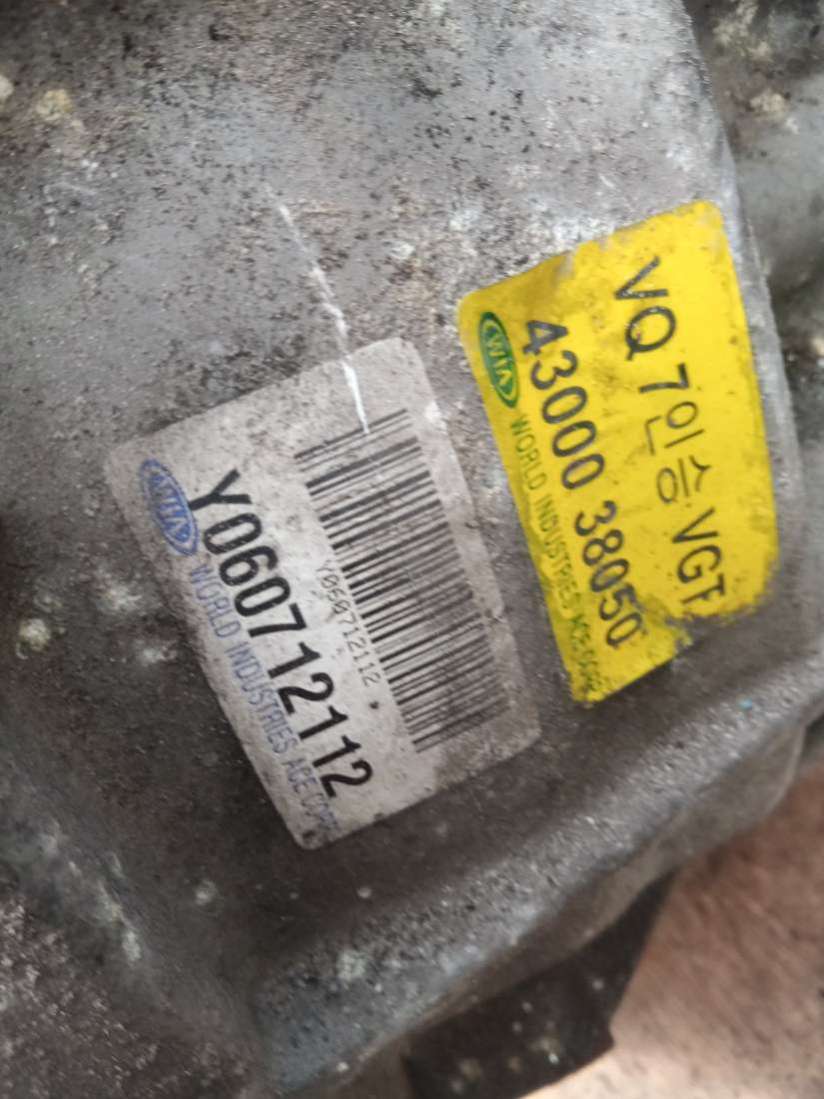 VQ 7인승 VGT
43000 38050
WIA
WORLD INDUSTRIES ACE CORP.
Y060712112
Y060712112
WIA
WORLD INDUSTRIES ACE CORP.